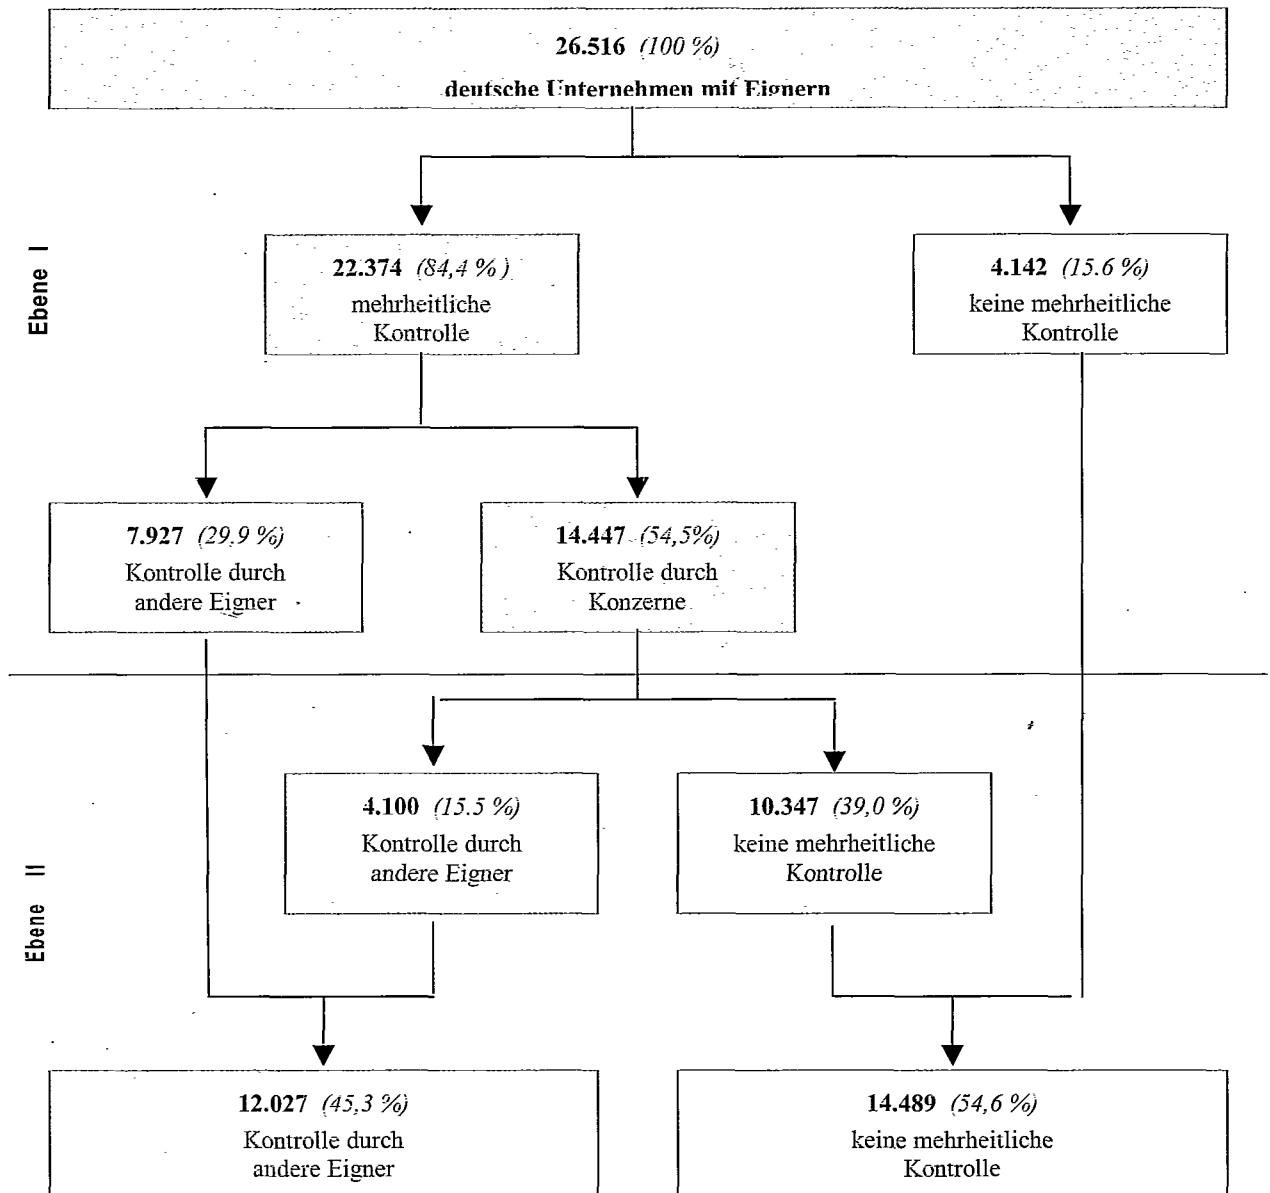 26.516 (100 %)
deutsche Unternehmen mit Eignern
Ebene I
22.374 (84,4 %)
mehrheitliche
Kontrolle
4.142 (15.6 %)
keine mehrheitliche
Kontrolle
7.927 (29,9 %)
Kontrolle durch
andere Eigner
14.447 (54,5%)
Kontrolle durch
Konzerne
Ebene II
4.100 (15.5 %)
Kontrolle durch
andere Eigner
10.347 (39,0 %)
keine mehrheitliche
Kontrolle
12.027 (45,3 %)
Kontrolle durch
andere Eigner
14.489 (54,6 %)
keine mehrheitliche
Kontrolle